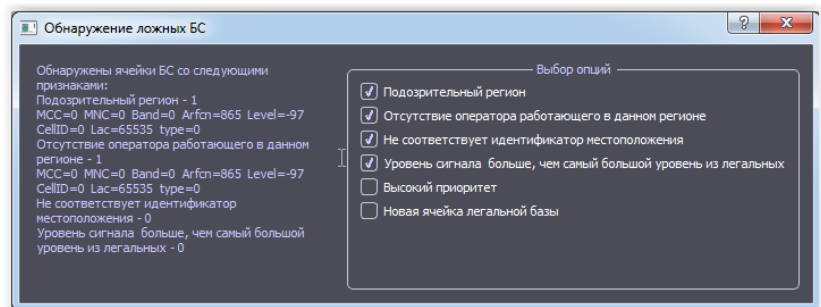 Обнаружение ложных БС
Обнаружены ячейки БС со следующими
признаками:
Подозрительный регион - 1
MCC=0 MNC=0 Band=0 Arfcn=865 Level=-97
CellID=0 Lac=65535 type=0
Отсутствие оператора работающего в данном
регионе - 1
MCC=0 MNC=0 Band=0 Arfcn=865 Level=-97
CellID=0 Lac=65535 type=0
Не соответствует идентификатор
местоположения - 0
Уровень сигнала больше, чем самый большой
уровень из легальных - 0
Выбор опций
Подозрительный регион
Отсутствие оператора работающего в данном регионе
Не соответствует идентификатор местоположения
Уровень сигнала больше, чем самый большой уровень из легальных
Высокий приоритет
Новая ячейка легальной базы